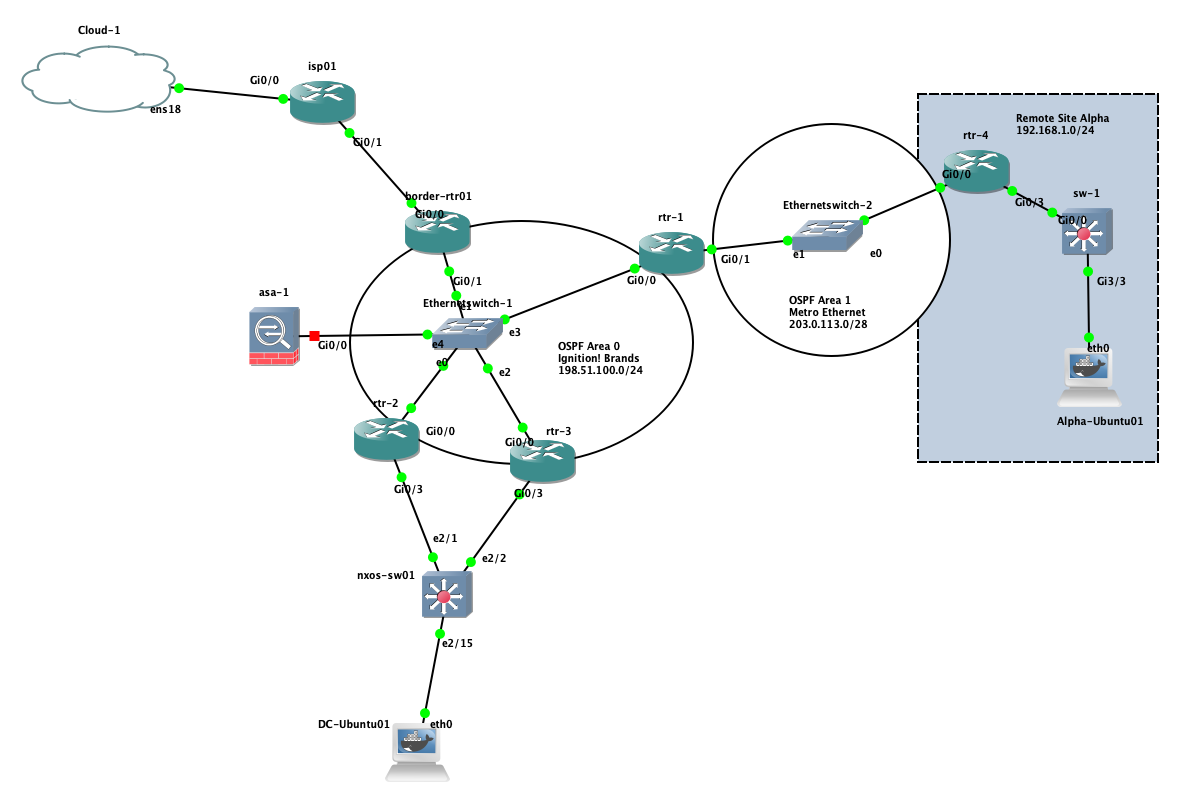 Cloud-1
ens18
Gi0/0
isp01
Gi0/1
border-rtr01
Gi0/0
Gi0/1
e1
Ethernetswitch-1
asa-1
Gi0/0
e4
e3
e0
e2
OSPF Area 0
Ignition! Brands
198.51.100.0/24
rtr-1
Gi0/0
Gi0/1
Ethernetswitch-2
e1
e0
OSPF Area 1
Metro Ethernet
203.0.113.0/28
Remote Site Alpha
192.168.1.0/24
rtr-4
Gi0/0
Gi0/3
sw-1
Gi0/0
Gi3/3
eth0
Alpha-Ubuntu01
rtr-2
Gi0/0
Gi0/3
rtr-3
Gi0/0
Gi0/3
e2/1
e2/2
nxos-sw01
e2/15
DC-Ubuntu01
eth0